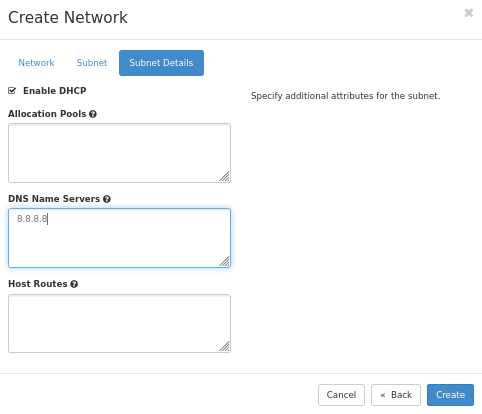 Create Network
×
Network Subnet Subnet Details
Enable DHCP
Specify additional attributes for the subnet.
Allocation Pools
DNS Name Servers
8.8.8.8
Host Routes
Cancel « Back Create